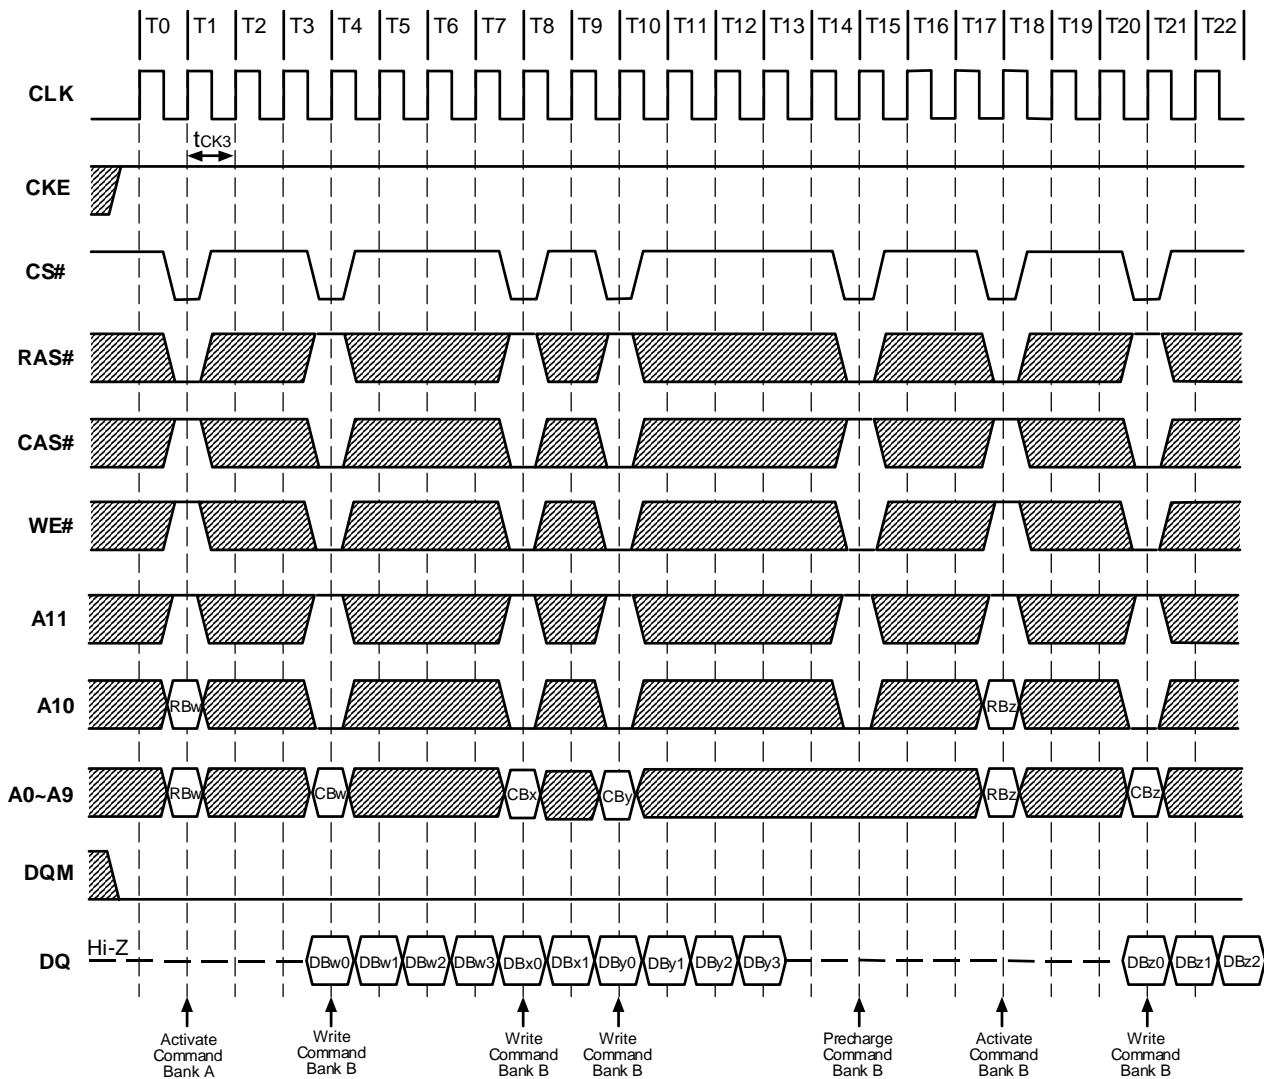 T0 T1 T2 T3 T4 T5 T6 T7 T8 T9 T10 T11 T12 T13 T14 T15 T16 T17 T18 T19 T20 T21 T22
CLK
tCK3
CKE
CS#
RAS#
CAS#
WE#
A11
A10 RBw RBz
A0~A9 RBw CBw CBx CBy RBz CBz
DQM
Hi-Z
DQ DBw0 DBw1 DBw2 DBw3 DBx0 DBx1 DBy0 DBy1 DBy2 DBy3 DBz0 DBz1 DBz2
Activate Command Bank A
Write Command Bank B
Write Command Bank B
Write Command Bank B
Precharge Command Bank B
Activate Command Bank B
Write Command Bank B